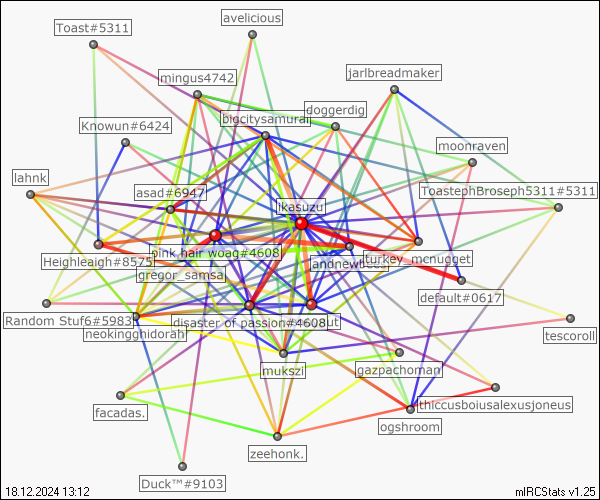 avelicious
Toast#5311
mingus4742
jarlbreadmaker
doggerdig
bigcitysamurai
Knowun#6424
moonraven
lahnk
asad#6947
ToastephBroseph5311#5311
ikasuzu
pink hair woag#4608
turkey_mcnugget
Heighleaigh#8575
gregor_samsa
default#0617
Random Stuf6#5983
disaster of passion#4608
neokingghidorah
tescoroll
mukszi
gazpachoman
thiccusboiusalexusjoneus
facadas.
ogshroom
zeehonk.
Duck™#9103
18.12.2024 13:12
mIRCStats v1.25